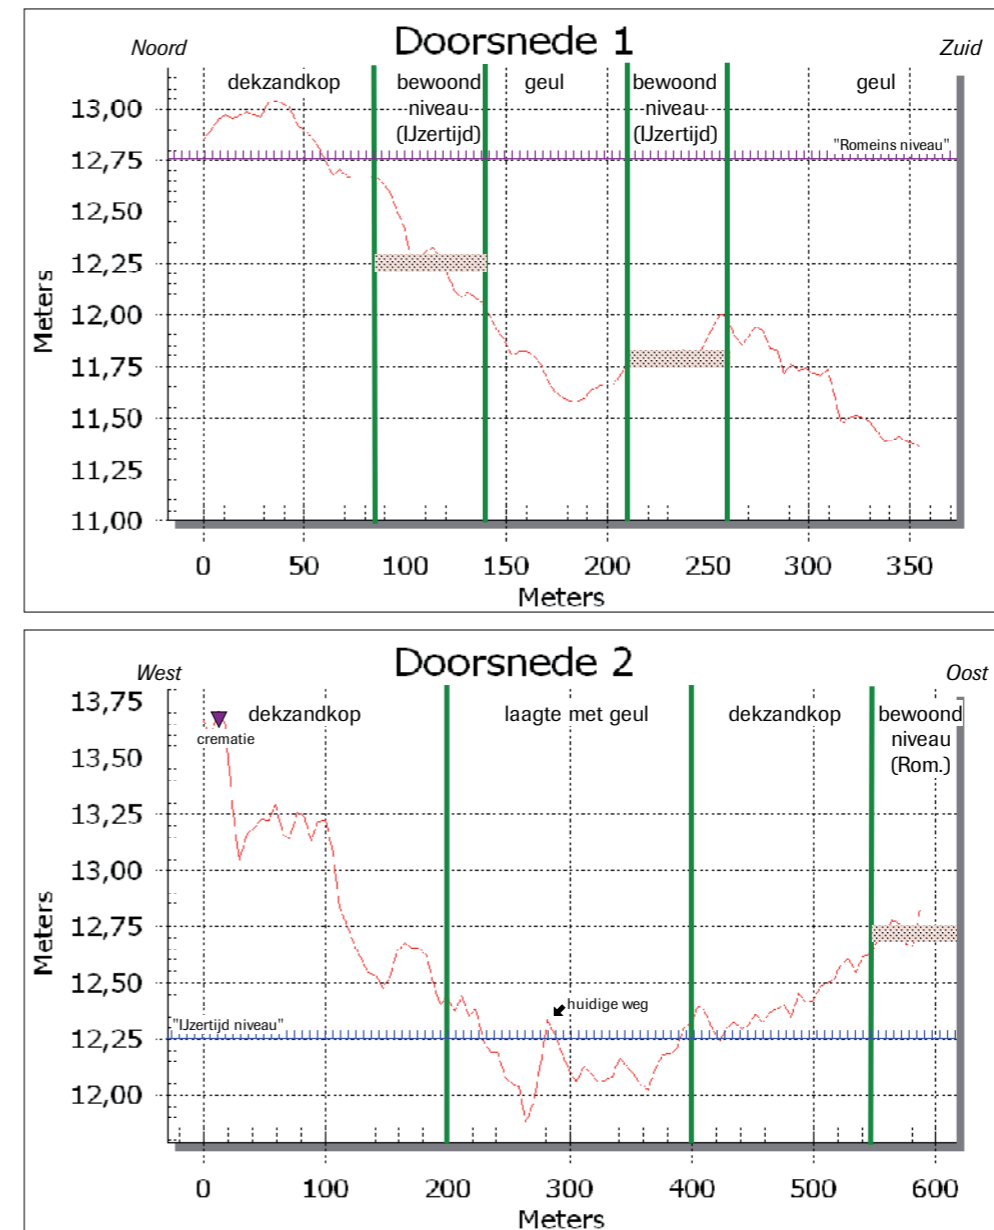 Doorsnede 1
Noord
Zuid
dekzandkop
bewoond
niveau
(IJzertijd)
geul
bewoond
niveau
(IJzertijd)
geul
"Romeins niveau"
Meters
13,00
12,75
12,50
12,25
12,00
11,75
11,50
11,25
11,00
0 50 100 150 200 250 300 350
Meters
Doorsnede 2
West
Oost
crematie
dekzandkop
laagte met geul
dekzandkop
bewoond
niveau
(Rom.)
huidige weg
"IJzertijd niveau"
Meters
13,75
13,50
13,25
13,00
12,75
12,50
12,25
12,00
0 100 200 300 400 500 600
Meters